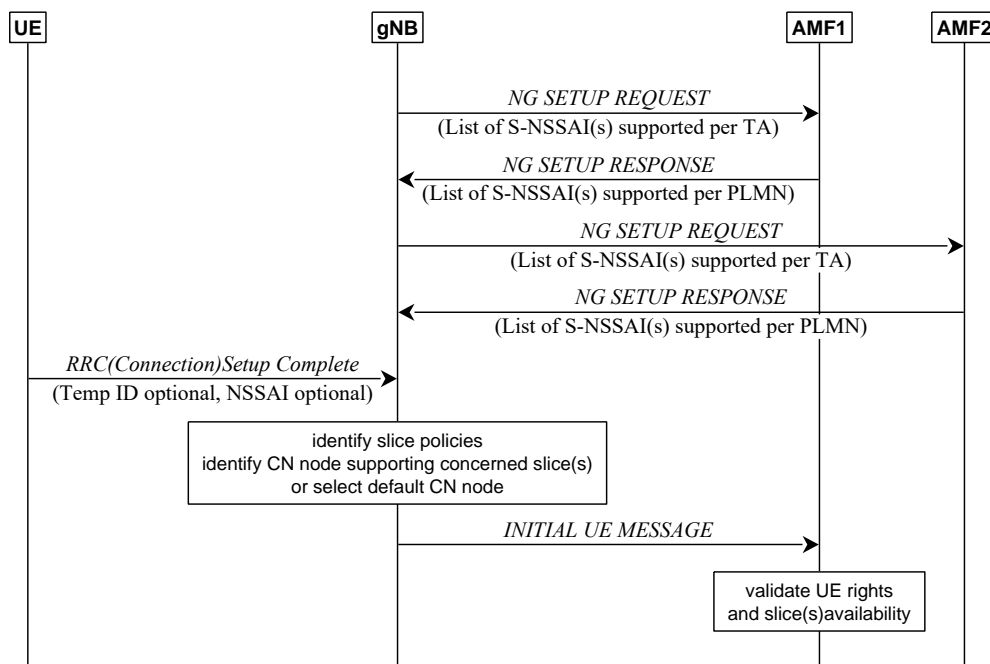 UE
gNB
AMF1
AMF2
NG SETUP REQUEST
(List of S-NSSAI(s) supported per TA)
NG SETUP RESPONSE
(List of S-NSSAI(s) supported per PLMN)
NG SETUP REQUEST
(List of S-NSSAI(s) supported per TA)
NG SETUP RESPONSE
(List of S-NSSAI(s) supported per PLMN)
RRC(Connection)Setup Complete
(Temp ID optional, NSSAI optional)
identify slice policies
identify CN node supporting concerned slice(s)
or select default CN node
INITIAL UE MESSAGE
validate UE rights
and slice(s)availability